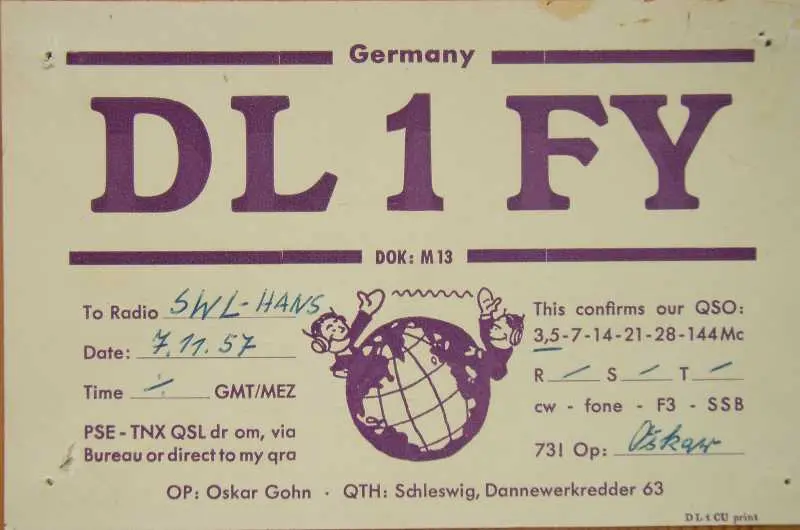 Germany
DL 1 FY
DOK: M 13
To Radio SWL-HANS
Date: 7.11.57
Time / GMT/MEZ
PSE - TNX QSL dr om, via
Bureau or direct to my qra
This confirms our QSO:
3,5-7-14-21-28-144 Mc
R / S / T /
cw - fone - F3 - SSB
73! Op: Oskar
OP: Oskar Gohn · QTH: Schleswig, Dannewerkredder 63
DL 1 CU print